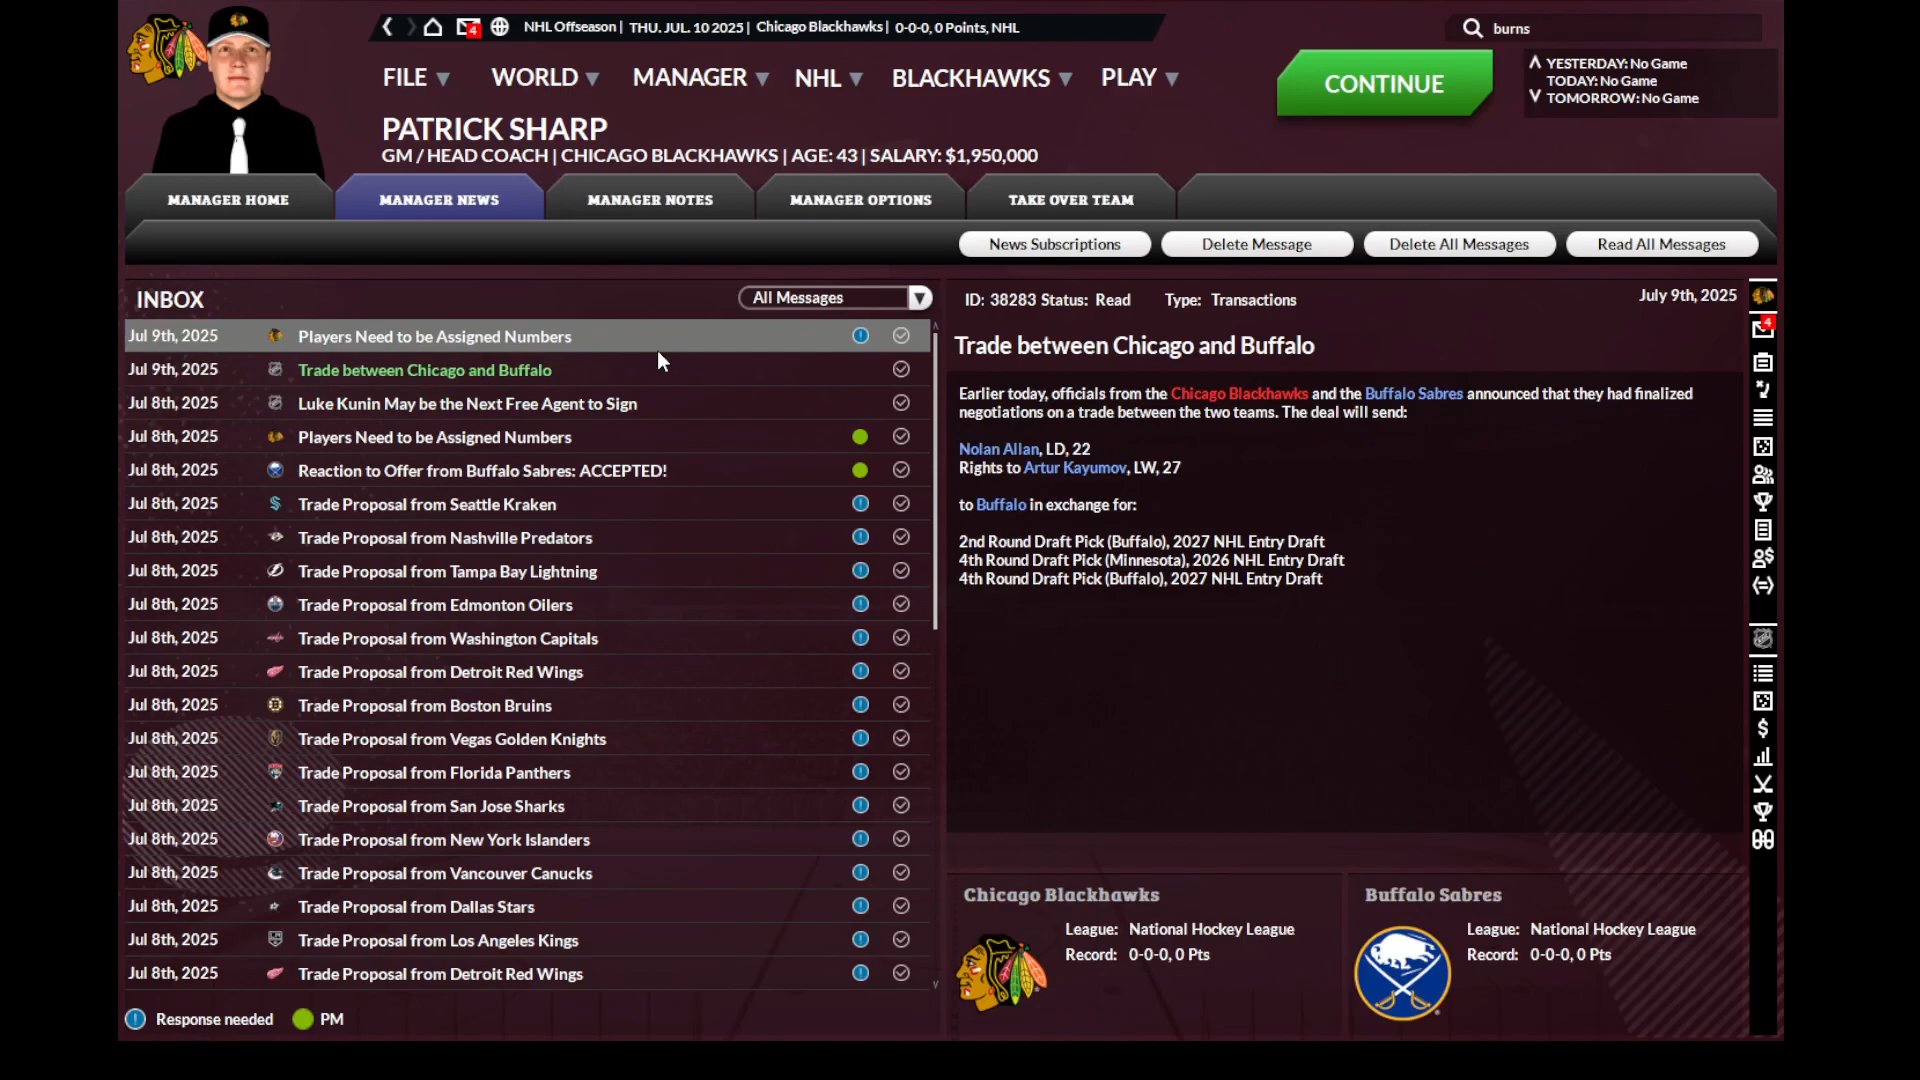 NHL Offseason | THU. JUL. 10 2025 | Chicago Blackhawks | 0-0-0, 0 Points, NHL
4
burns
FILE
WORLD
MANAGER
NHL
BLACKHAWKS
PLAY
CONTINUE
YESTERDAY: No Game
TODAY: No Game
TOMORROW: No Game
PATRICK SHARP
GM / HEAD COACH | CHICAGO BLACKHAWKS | AGE: 43 | SALARY: $1,950,000
MANAGER HOME
MANAGER NEWS
MANAGER NOTES
MANAGER OPTIONS
TAKE OVER TEAM
News Subscriptions
Delete Message
Delete All Messages
Read All Messages
INBOX
All Messages
Jul 9th, 2025 Players Need to be Assigned Numbers
Jul 9th, 2025 Trade between Chicago and Buffalo
Jul 8th, 2025 Luke Kunin May be the Next Free Agent to Sign
Jul 8th, 2025 Players Need to be Assigned Numbers
Jul 8th, 2025 Reaction to Offer from Buffalo Sabres: ACCEPTED!
Jul 8th, 2025 Trade Proposal from Seattle Kraken
Jul 8th, 2025 Trade Proposal from Nashville Predators
Jul 8th, 2025 Trade Proposal from Tampa Bay Lightning
Jul 8th, 2025 Trade Proposal from Edmonton Oilers
Jul 8th, 2025 Trade Proposal from Washington Capitals
Jul 8th, 2025 Trade Proposal from Detroit Red Wings
Jul 8th, 2025 Trade Proposal from Boston Bruins
Jul 8th, 2025 Trade Proposal from Vegas Golden Knights
Jul 8th, 2025 Trade Proposal from Florida Panthers
Jul 8th, 2025 Trade Proposal from San Jose Sharks
Jul 8th, 2025 Trade Proposal from New York Islanders
Jul 8th, 2025 Trade Proposal from Vancouver Canucks
Jul 8th, 2025 Trade Proposal from Dallas Stars
Jul 8th, 2025 Trade Proposal from Los Angeles Kings
Jul 8th, 2025 Trade Proposal from Detroit Red Wings
Response needed
PM
ID: 38283 Status: Read Type: Transactions
July 9th, 2025
4
Trade between Chicago and Buffalo
Earlier today, officials from the Chicago Blackhawks and the Buffalo Sabres announced that they had finalized
negotiations on a trade between the two teams. The deal will send:
Nolan Allan, LD, 22
Rights to Artur Kayumov, LW, 27
to Buffalo in exchange for:
2nd Round Draft Pick (Buffalo), 2027 NHL Entry Draft
4th Round Draft Pick (Minnesota), 2026 NHL Entry Draft
4th Round Draft Pick (Buffalo), 2027 NHL Entry Draft
Chicago Blackhawks
League: National Hockey League
Record: 0-0-0, 0 Pts
Buffalo Sabres
League: National Hockey League
Record: 0-0-0, 0 Pts